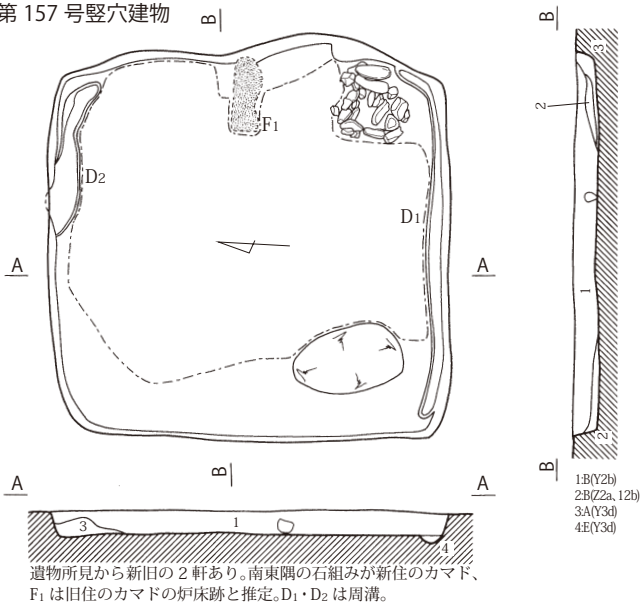 第 157 号竪穴建物
B
B
F1
3
2
D2
D1
A
A
1
B
B
2
A
A
3
1
4
1:B(Y2b)
2:B(Z2a、12b)
3:A(Y3d)
4:E(Y3d)
遺物所見から新旧の 2 軒あり。南東隅の石組みが新住のカマド、
F1 は旧住のカマドの炉床跡と推定。D1・D2 は周溝。